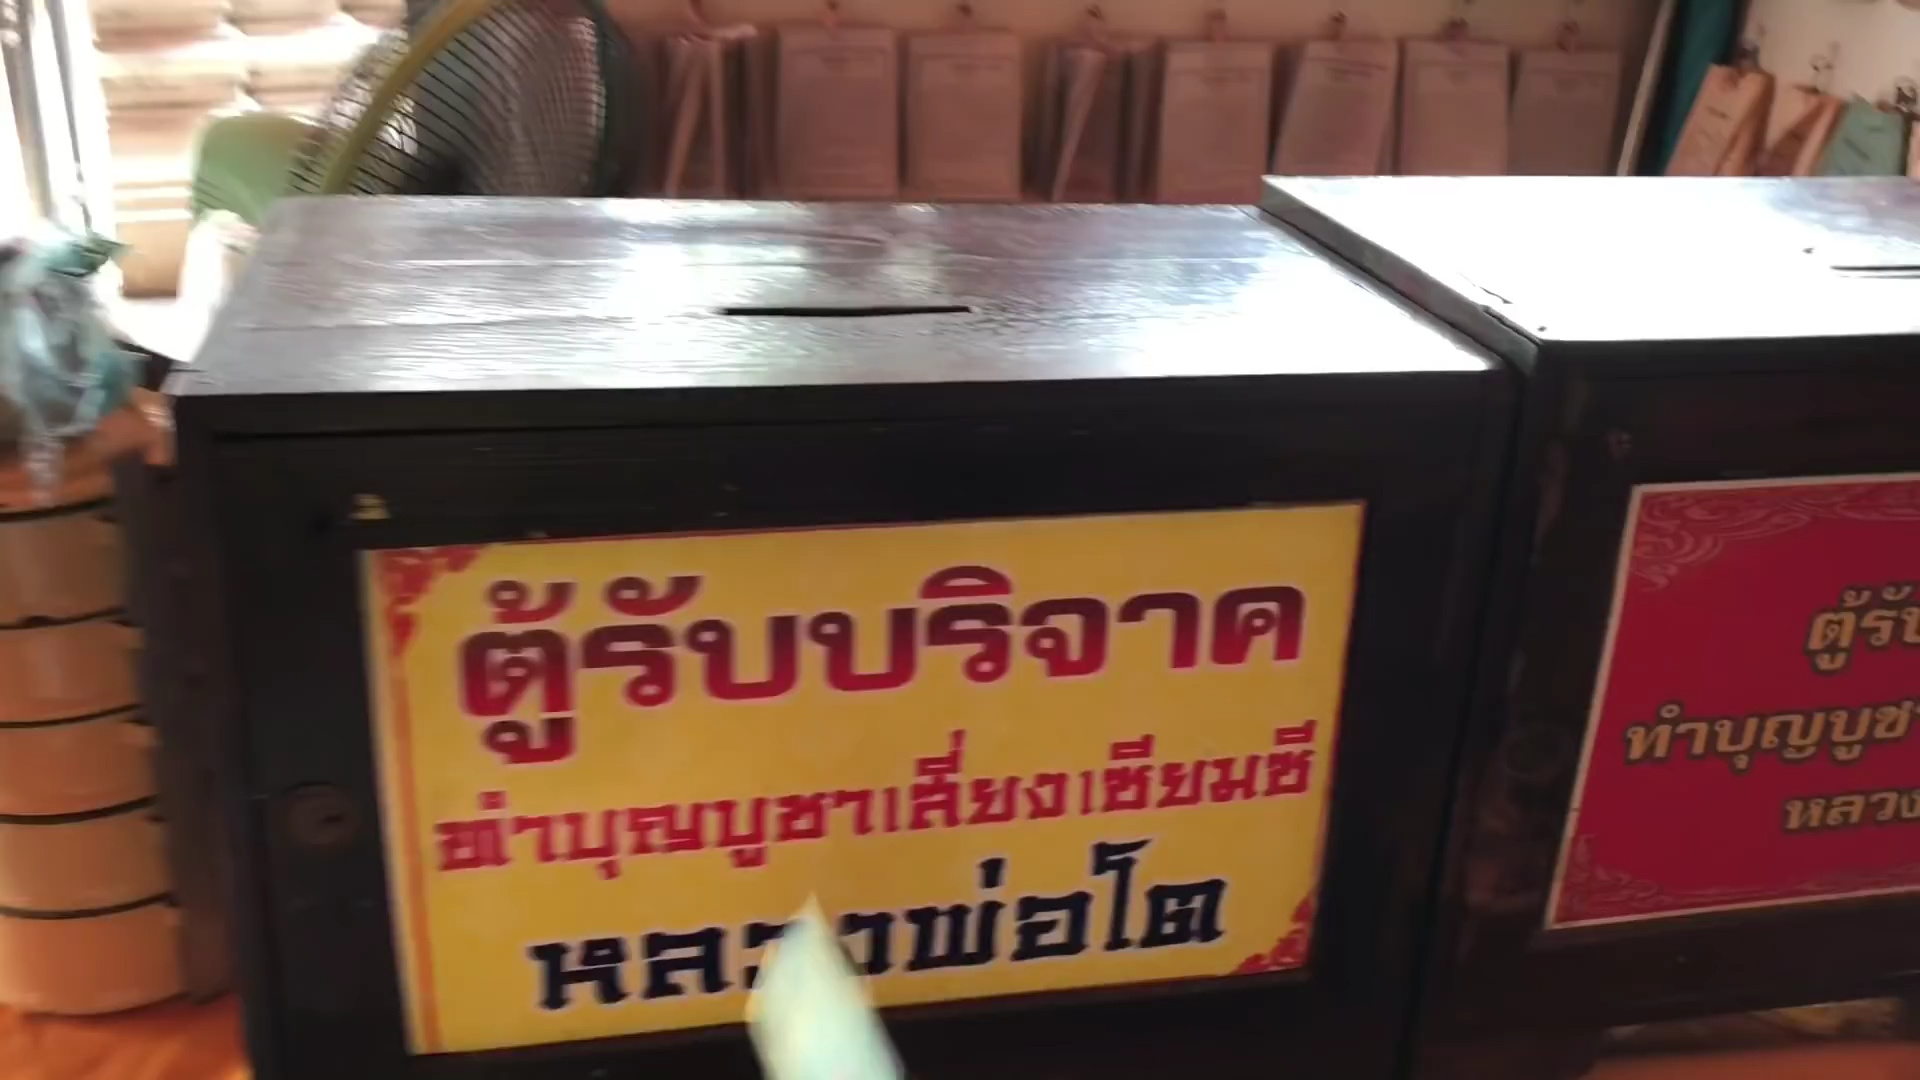 ตู้รับบริจาค
ทำบุญบูชาเสี่ยงเซียมซี
หลวงพ่อโต
ตู้รับ
ทำบุญบูชา
หลวง